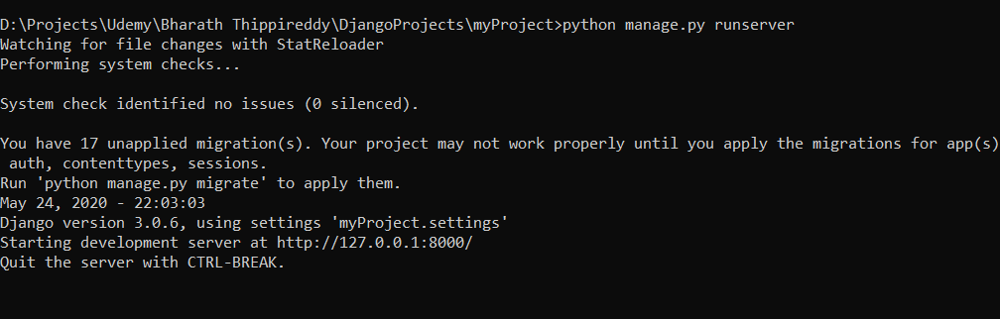 D:\Projects\Udemy\Bharath Thippireddy\DjangoProjects\myProject>python manage.py runserver
Watching for file changes with StatReloader
Performing system checks...
System check identified no issues (0 silenced).
You have 17 unapplied migration(s). Your project may not work properly until you apply the migrations for app(s)
 auth, contenttypes, sessions.
Run 'python manage.py migrate' to apply them.
May 24, 2020 - 22:03:03
Django version 3.0.6, using settings 'myProject.settings'
Starting development server at http://127.0.0.1:8000/
Quit the server with CTRL-BREAK.